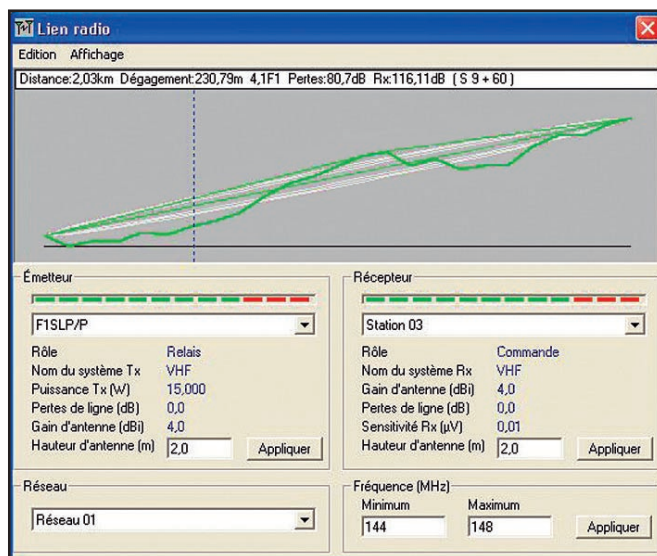 Lien radio
Edition Affichage
Distance:2,03km Dégagement:230,79m 4,1F1 Pertes:80,7dB Rx:116,11dB ( S 9 + 60 )
Émetteur
F1SLP/P
Rôle Relais
Nom du système Tx VHF
Puissance Tx (W) 15,000
Pertes de ligne (dB) 0,0
Gain d'antenne (dBi) 4,0
Hauteur d'antenne (m) 2,0 Appliquer
Récepteur
Station 03
Rôle Commande
Nom du système Rx VHF
Gain d'antenne (dBi) 4,0
Pertes de ligne (dB) 0,0
Sensitivité Rx (µV) 0,01
Hauteur d'antenne (m) 2,0 Appliquer
Réseau
Réseau 01
Fréquence (MHz)
Minimum Maximum
144 148 Appliquer